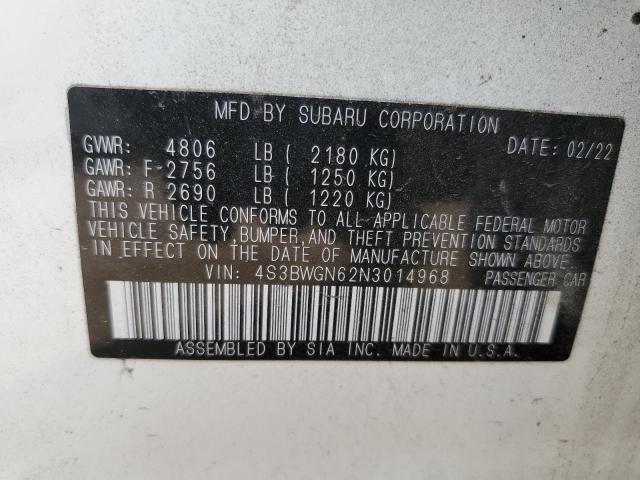 MFD BY SUBARU CORPORATION
GVWR: 4806 LB ( 2180 KG) DATE: 02/22
GAWR: F-2756 LB ( 1250 KG)
GAWR: R 2690 LB ( 1220 KG)
THIS VEHICLE CONFORMS TO ALL APPLICABLE FEDERAL MOTOR
VEHICLE SAFETY, BUMPER, AND THEFT PREVENTION STANDARDS
IN EFFECT ON THE DATE OF MANUFACTURE SHOWN ABOVE.
VIN: 4S3BWGN62N3014968 PASSENGER CAR
ASSEMBLED BY SIA INC. MADE IN U.S.A.